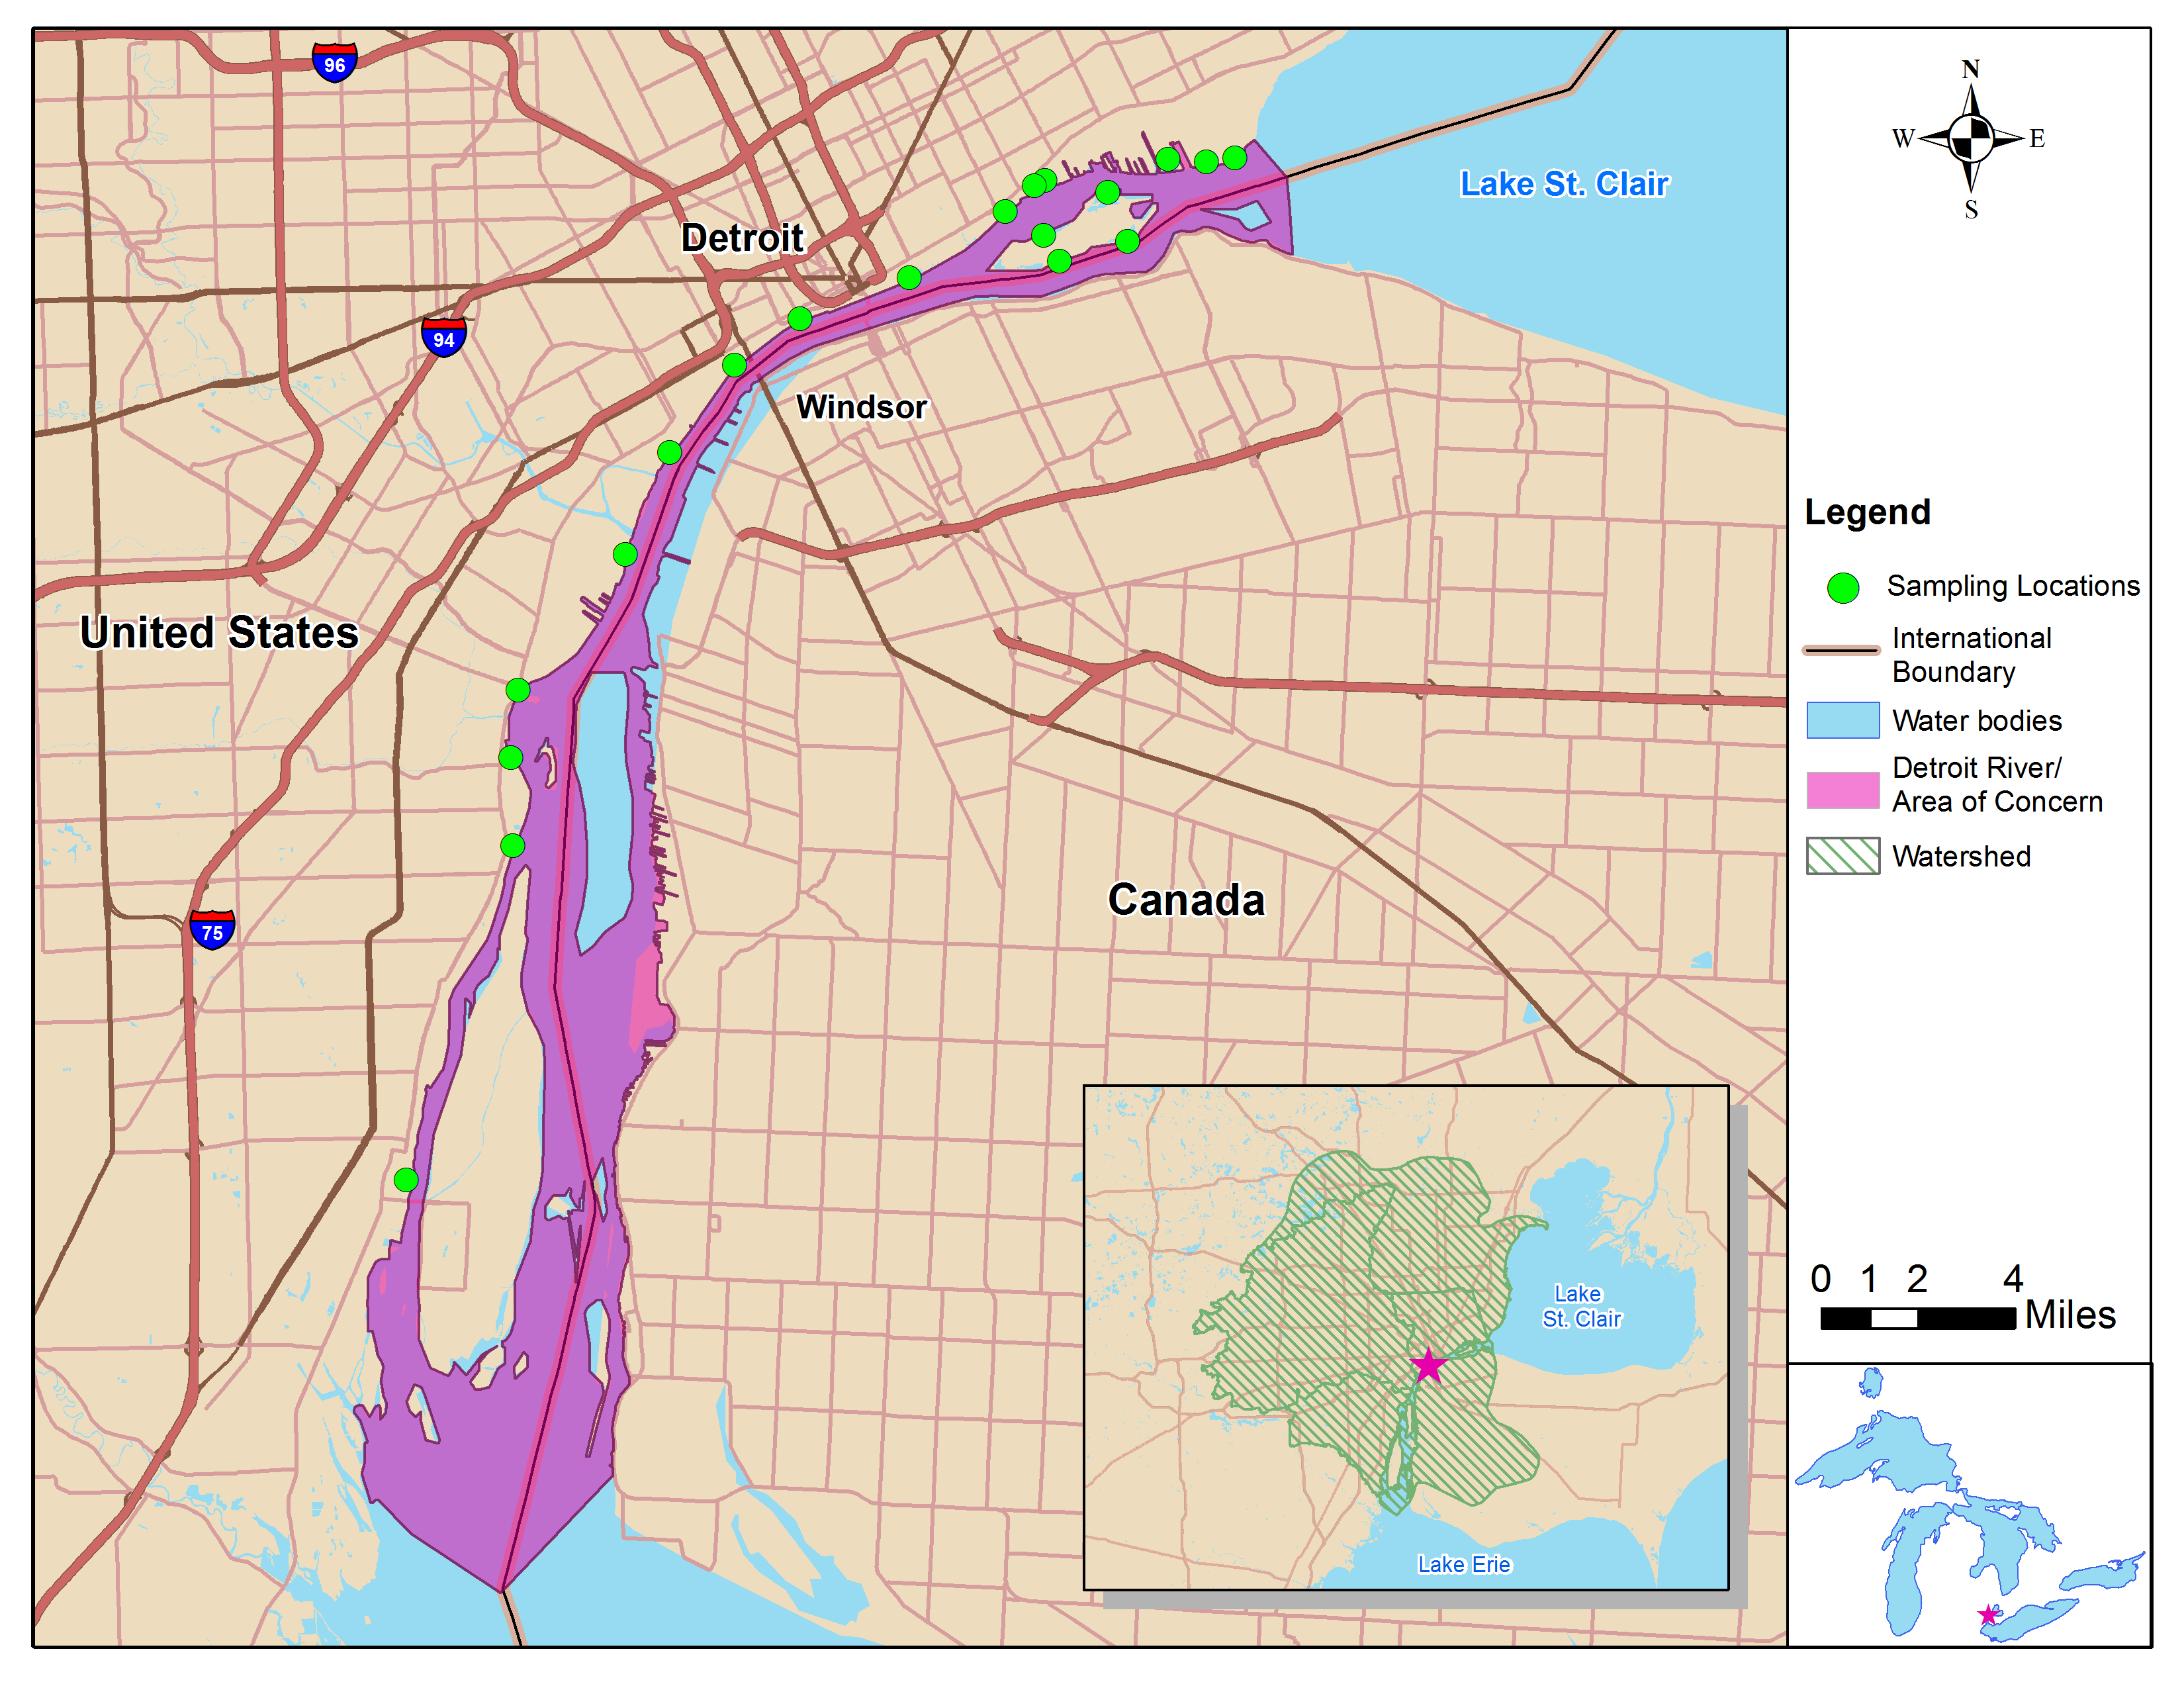 96
N
W
E
S
Lake St. Clair
Detroit
94
Windsor
United States
75
Canada
Legend
Sampling Locations
International
Boundary
Water bodies
Detroit River/
Area of Concern
Watershed
0 1 2 4
Miles
Lake
St. Clair
Lake Erie